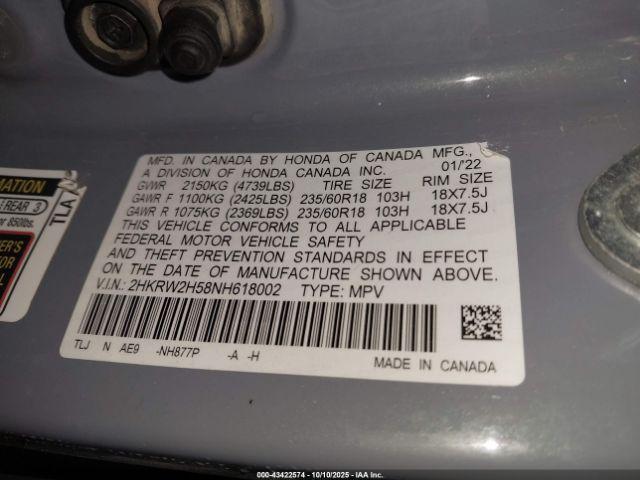 MFD. IN CANADA BY HONDA OF CANADA MFG.,
A DIVISION OF HONDA CANADA INC. 01/'22
GVWR 2150KG (4739LBS) TIRE SIZE RIM SIZE
GAWR F 1100KG (2425LBS) 235/60R18 103H 18X7.5J
GAWR R 1075KG (2369LBS) 235/60R18 103H 18X7.5J
THIS VEHICLE CONFORMS TO ALL APPLICABLE
FEDERAL MOTOR VEHICLE SAFETY
AND THEFT PREVENTION STANDARDS IN EFFECT
ON THE DATE OF MANUFACTURE SHOWN ABOVE.
V.I.N.: 2HKRW2H58NH618002 TYPE: MPV
TLJ N AE9 -NH877P -A -H
MADE IN CANADA
REAR 3
850lbs.
TLA
000-43422574 - 10/10/2025 - IAA Inc.